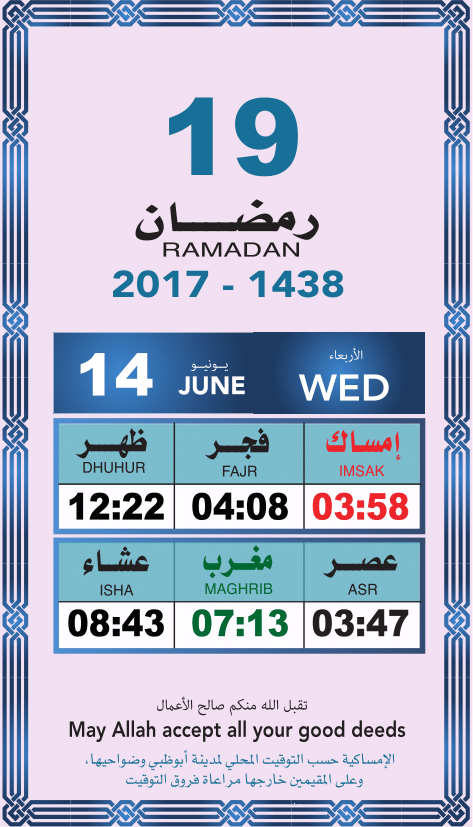 19
رمضان
RAMADAN
2017 - 1438
14 يونيو JUNE الأربعاء WED
ظهر فجر إمساك
DHUHUR FAJR IMSAK
12:22 04:08 03:58
عشاء مغرب عصر
ISHA MAGHRIB ASR
08:43 07:13 03:47
تقبل الله منكم صالح الأعمال
May Allah accept all your good deeds
الإمساكية حسب التوقيت المحلي لمدينة أبوظبي وضواحيها،
وعلى المقيمين خارجها مراعاة فروق التوقيت